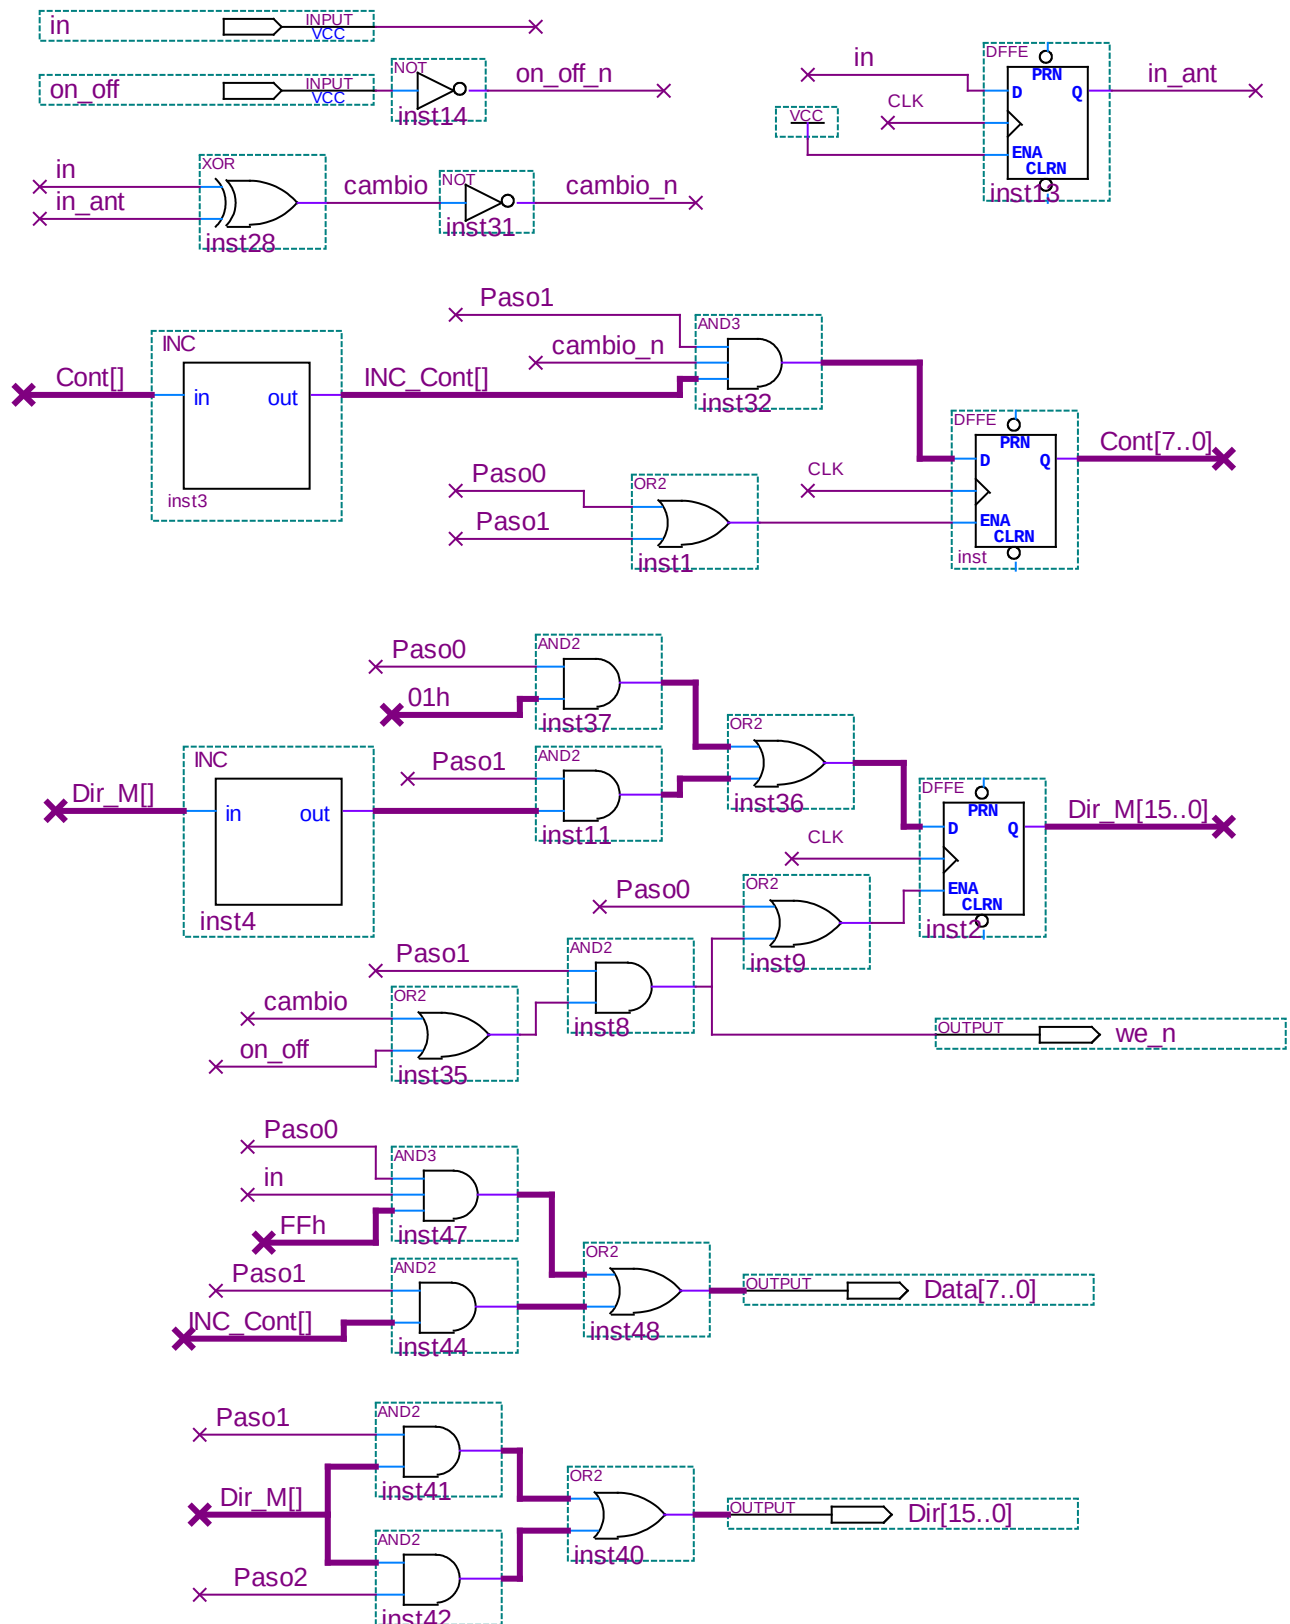 in INPUT VCC
on_off INPUT VCC
NOT
inst14
on_off_n
in
CLK
VCC
DFFE
PRN
D
Q
ENA
CLRN
inst13
in_ant
in
in_ant
XOR
inst28
cambio
NOT
inst31
cambio_n
Cont[]
INC
in
out
inst3
INC_Cont[]
Paso1
cambio_n
AND3
inst32
Paso0
Paso1
OR2
inst1
CLK
DFFE
PRN
D
Q
ENA
CLRN
inst
Cont[7..0]
Paso0
01h
AND2
inst37
Dir_M[]
INC
in
out
inst4
Paso1
AND2
inst11
OR2
inst36
CLK
DFFE
PRN
D
Q
ENA
CLRN
inst2
Dir_M[15..0]
Paso0
OR2
inst9
Paso1
AND2
inst8
cambio
on_off
OR2
inst35
OUTPUT we_n
Paso0
in
FFh
AND3
inst47
Paso1
INC_Cont[]
AND2
inst44
OR2
inst48
OUTPUT Data[7..0]
Paso1
Dir_M[]
AND2
inst41
Paso2
AND2
inst42
OR2
inst40
OUTPUT Dir[15..0]